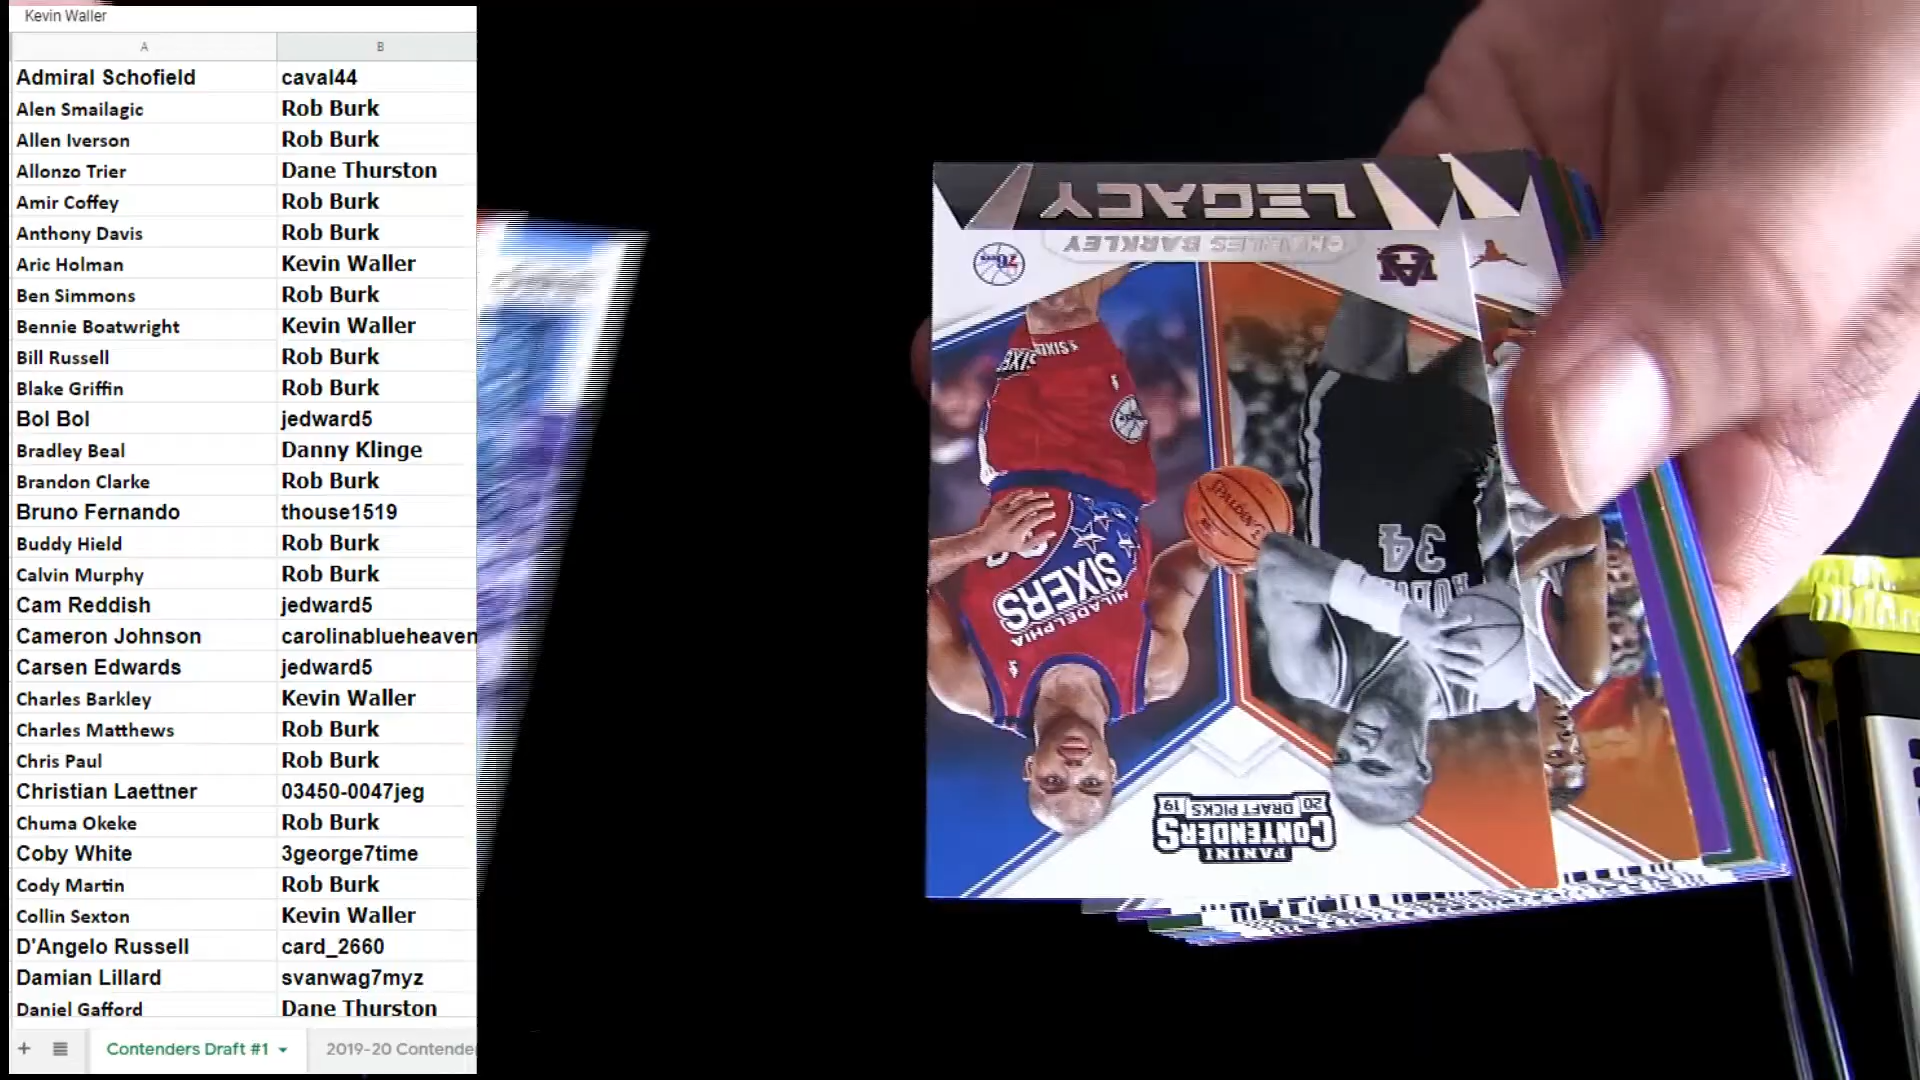 Kevin Waller
A B
Admiral Schofield caval44
Alen Smailagic Rob Burk
Allen Iverson Rob Burk
Allonzo Trier Dane Thurston
Amir Coffey Rob Burk
Anthony Davis Rob Burk
Aric Holman Kevin Waller
Ben Simmons Rob Burk
Bennie Boatwright Kevin Waller
Bill Russell Rob Burk
Blake Griffin Rob Burk
Bol Bol jedward5
Bradley Beal Danny Klinge
Brandon Clarke Rob Burk
Bruno Fernando thouse1519
Buddy Hield Rob Burk
Calvin Murphy Rob Burk
Cam Reddish jedward5
Cameron Johnson carolinablueheaven
Carsen Edwards jedward5
Charles Barkley Kevin Waller
Charles Matthews Rob Burk
Chris Paul Rob Burk
Christian Laettner 03450-0047jeg
Chuma Okeke Rob Burk
Coby White 3george7time
Cody Martin Rob Burk
Collin Sexton Kevin Waller
D'Angelo Russell card_2660
Damian Lillard svanwag7myz
Daniel Gafford Dane Thurston
+ Contenders Draft #1 2019-20 Contende
LEGACY
CHARLES BARKLEY
76ers
SIXERS
34
SPALDING
PHILADELPHIA
SIXERS
PANINI
CONTENDERS
20 DRAFT PICKS 19